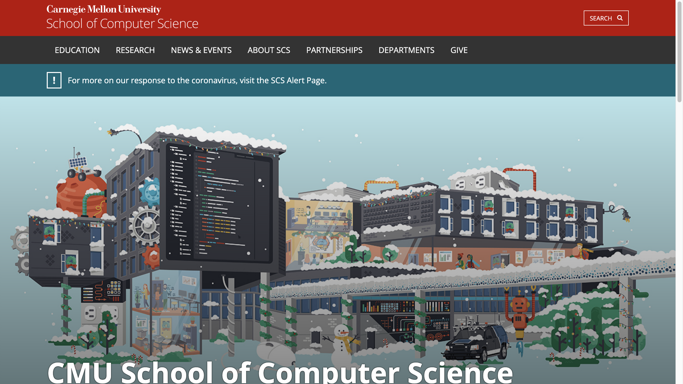 Carnegie Mellon University
School of Computer Science
SEARCH
EDUCATION
RESEARCH
NEWS & EVENTS
ABOUT SCS
PARTNERSHIPS
DEPARTMENTS
GIVE
! For more on our response to the coronavirus, visit the SCS Alert Page.
CMU School of Computer Science